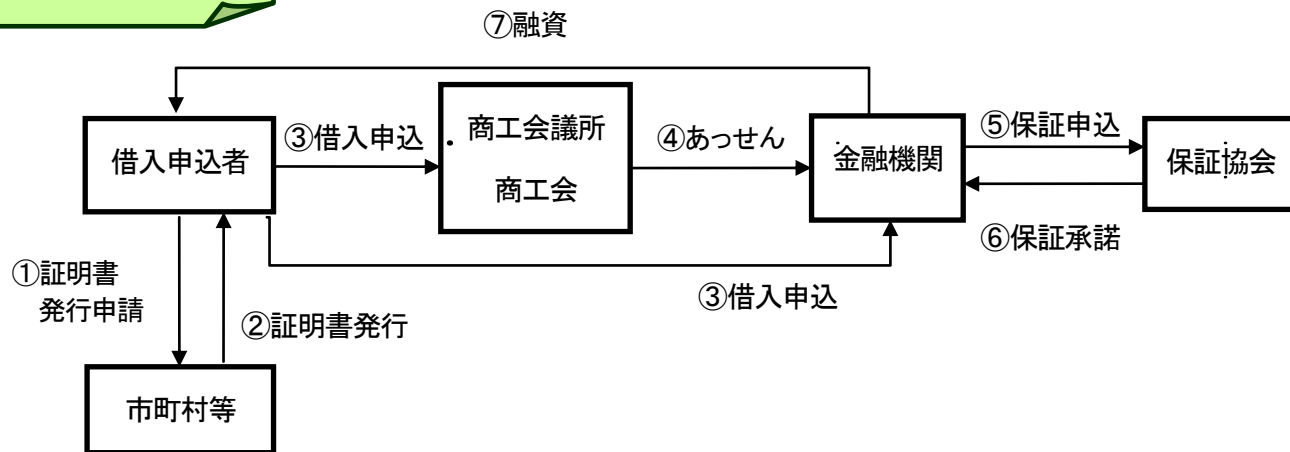 ⑦融資
商工会議所
商工会
③借入申込
④あっせん
⑤保証申込
借入申込者
金融機関
保証協会
⑥保証承諾
①証明書
発行申請
③借入申込
②証明書発行
市町村等